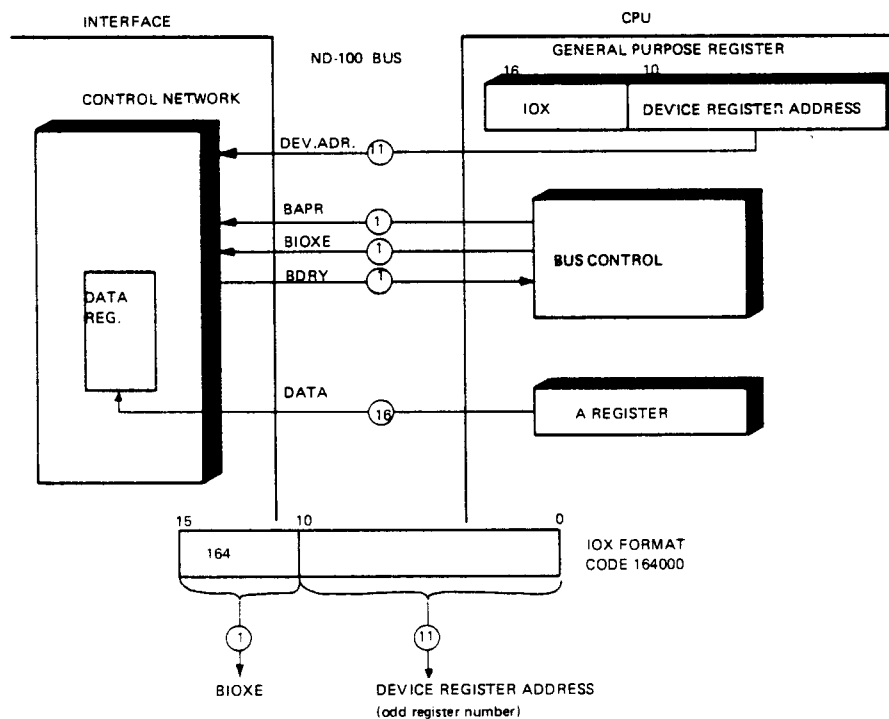 INTERFACE
CPU
ND-100 BUS
GENERAL PURPOSE REGISTER
16
10
CONTROL NETWORK
IOX
DEVICE REGISTER ADDRESS
DEV.ADR.
11
BAPR
1
BIOXE
1
BUS CONTROL
BDRY
1
DATA
REG.
DATA
16
A REGISTER
15
10
0
164
IOX FORMAT
CODE 164000
1
11
BIOXE
DEVICE REGISTER ADDRESS
(odd register number)